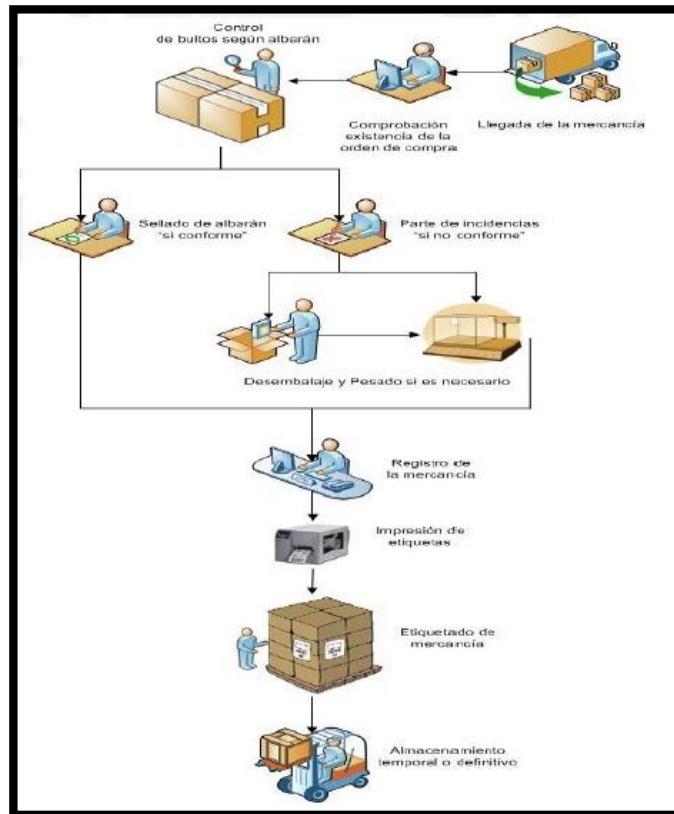 Control
de bultos según albarán
Comprobación
existencia de la
orden de compra
Llegada de la mercancía
Sellado de albarán
"si conforme"
Parte de incidencias
"si no conforme"
Desembalaje y Pesado si es necesario
Registro de
la mercancía
Impresión de
etiquetas
Etiquetado de
mercancía
Almacenamiento
temporal o definitivo